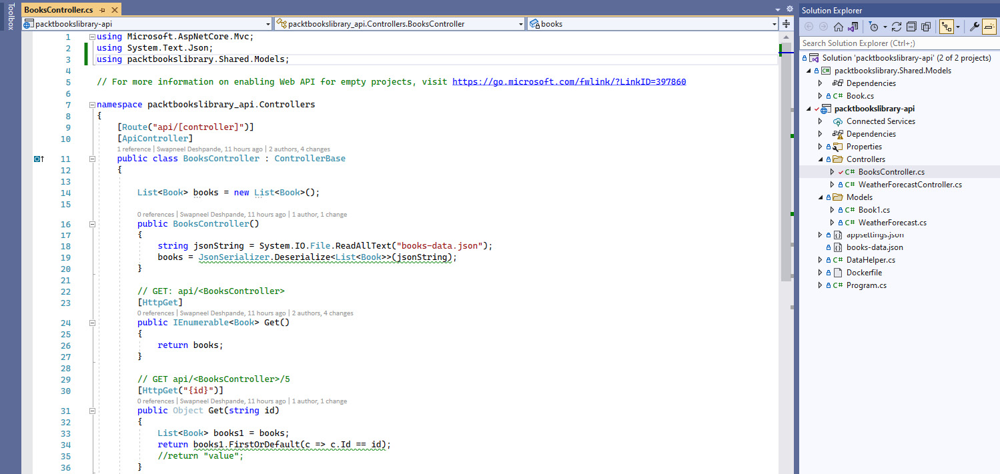 Toolbox
BooksController.cs
packtbookslibrary-api
packtbookslibrary_api.Controllers.BooksController
books
1 using Microsoft.AspNetCore.Mvc;
2 using System.Text.Json;
3 using packtbookslibrary.Shared.Models;
4
5 // For more information on enabling Web API for empty projects, visit https://go.microsoft.com/fwlink/?LinkID=397860
6
7 namespace packtbookslibrary_api.Controllers
8 {
9 [Route("api/[controller]")]
10 [ApiController]
1 reference | Swapneel Deshpande, 11 hours ago | 2 authors, 4 changes
11 public class BooksController : ControllerBase
12 {
13
14 List<Book> books = new List<Book>();
15
0 references | Swapneel Deshpande, 11 hours ago | 1 author, 1 change
16 public BooksController()
17 {
18 string jsonString = System.IO.File.ReadAllText("books-data.json");
19 books = JsonSerializer.Deserialize<List<Book>>(jsonString);
20 }
21
22 // GET: api/<BooksController>
23 [HttpGet]
0 references | Swapneel Deshpande, 11 hours ago | 2 authors, 4 changes
24 public IEnumerable<Book> Get()
25 {
26 return books;
27 }
28
29 // GET api/<BooksController>/5
30 [HttpGet("{id}")]
0 references | Swapneel Deshpande, 11 hours ago | 1 author, 1 change
31 public Object Get(string id)
32 {
33 List<Book> books1 = books;
34 return books1.FirstOrDefault(c => c.Id == id);
35 //return "value";
36 }
Solution Explorer
Search Solution Explorer (Ctrl+;)
Solution 'packtbookslibrary-api' (2 of 2 projects)
C# packtbookslibrary.Shared.Models
Dependencies
C# Book.cs
packtbookslibrary-api
Connected Services
Dependencies
Properties
Controllers
C# BooksController.cs
C# WeatherForecastController.cs
Models
C# Book1.cs
C# WeatherForecast.cs
appsettings.json
books-data.json
C# DataHelper.cs
Dockerfile
C# Program.cs